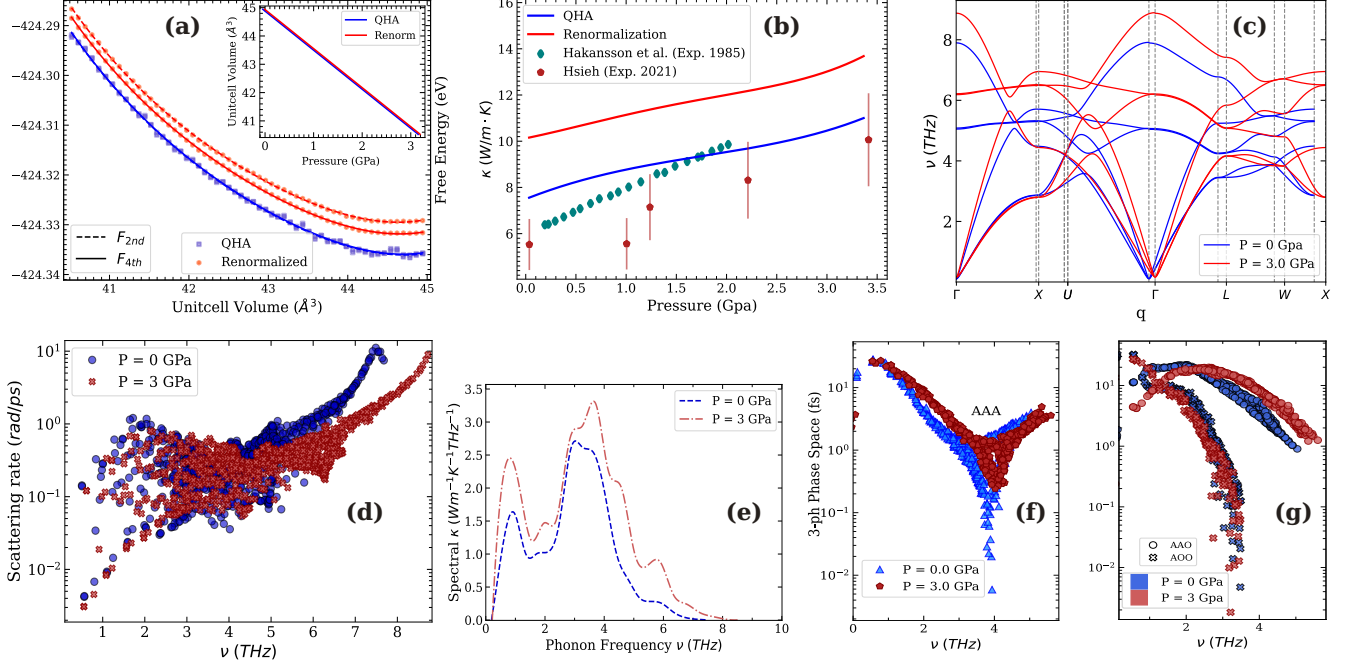 (a)
−424.29
−424.30
−424.31
−424.32
−424.33
−424.34
41
42
43
44
45
Unitcell Volume (Å³)
Free Energy (eV)
F2nd
F4th
QHA
Renormalized
QHA
Renorm
Unitcell Volume (Å³)
45
44
43
42
41
0
1
2
3
Pressure (GPa)
(b)
QHA
Renormalization
Hakansson et al. (Exp. 1985)
Hsieh (Exp. 2021)
κ (W/m· K)
16
14
12
10
8
6
0.0
0.5
1.0
1.5
2.0
2.5
3.0
3.5
Pressure (Gpa)
(c)
ν (THz)
8
6
4
2
P = 0 Gpa
P = 3.0 GPa
Γ
X
U
Γ
L
W
X
q
(d)
P = 0 GPa
P = 3 GPa
Scattering rate (rad/ps)
10¹
10⁰
10⁻¹
10⁻²
1
2
3
4
5
6
7
8
ν (THz)
(e)
P = 0 GPa
P = 3 GPa
Spectral κ (Wm⁻¹K⁻¹THz⁻¹)
3.5
3.0
2.5
2.0
1.5
1.0
0.5
0.0
0
2
4
6
8
10
Phonon Frequency ν (THz)
(f)
AAA
3-ph Phase Space (fs)
10¹
10⁰
10⁻¹
10⁻²
P = 0.0 GPa
P = 3.0 GPa
0
2
4
ν (THz)
(g)
10¹
10⁰
10⁻¹
10⁻²
AAO
AOO
P = 0 GPa
P = 3 Gpa
2
4
ν (THz)